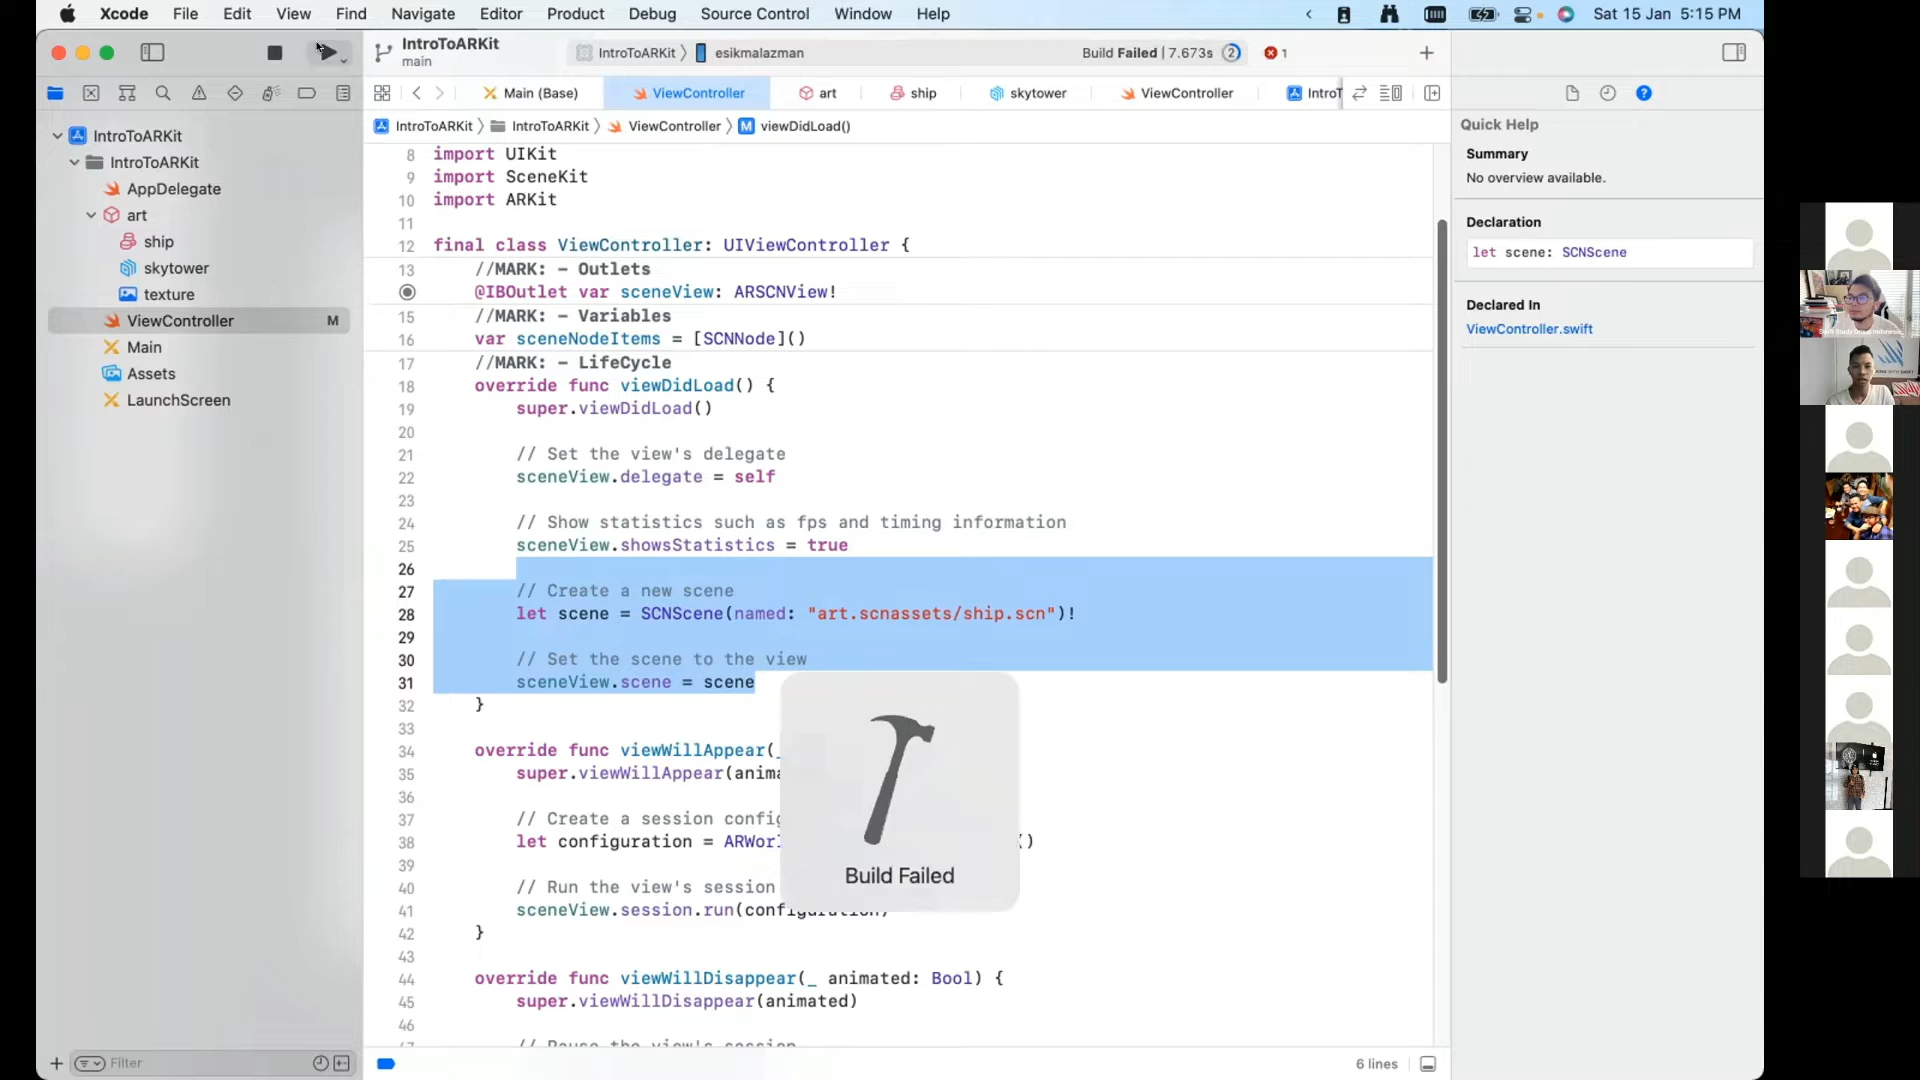 Xcode File Edit View Find Navigate Editor Product Debug Source Control Window Help Sat 15 Jan 5:15 PM
IntroToARKit
main
IntroToARKit esikmalazman Build Failed | 7.673s 2 1
Main (Base) ViewController art ship skytower ViewController IntroT
IntroToARKit IntroToARKit ViewController M viewDidLoad()
IntroToARKit
IntroToARKit
AppDelegate
art
ship
skytower
texture
ViewController M
Main
Assets
LaunchScreen
Filter
8 import UIKit
9 import SceneKit
10 import ARKit
11
12 final class ViewController: UIViewController {
13 //MARK: - Outlets
@IBOutlet var sceneView: ARSCNView!
15 //MARK: - Variables
16 var sceneNodeItems = [SCNNode]()
17 //MARK: - LifeCycle
18 override func viewDidLoad() {
19 super.viewDidLoad()
20
21 // Set the view's delegate
22 sceneView.delegate = self
23
24 // Show statistics such as fps and timing information
25 sceneView.showsStatistics = true
26
27 // Create a new scene
28 let scene = SCNScene(named: "art.scnassets/ship.scn")!
29
30 // Set the scene to the view
31 sceneView.scene = scene
32 }
33
34 override func viewWillAppear(_
35 super.viewWillAppear(anima
36
37 // Create a session config
38 let configuration = ARWorl ()
39
40 // Run the view's session
41 sceneView.session.run(configuration)
42 }
43
44 override func viewWillDisappear(_ animated: Bool) {
45 super.viewWillDisappear(animated)
46
47 // Pause the view's session
Build Failed
6 lines
Quick Help
Summary
No overview available.
Declaration
let scene: SCNScene
Declared In
ViewController.swift